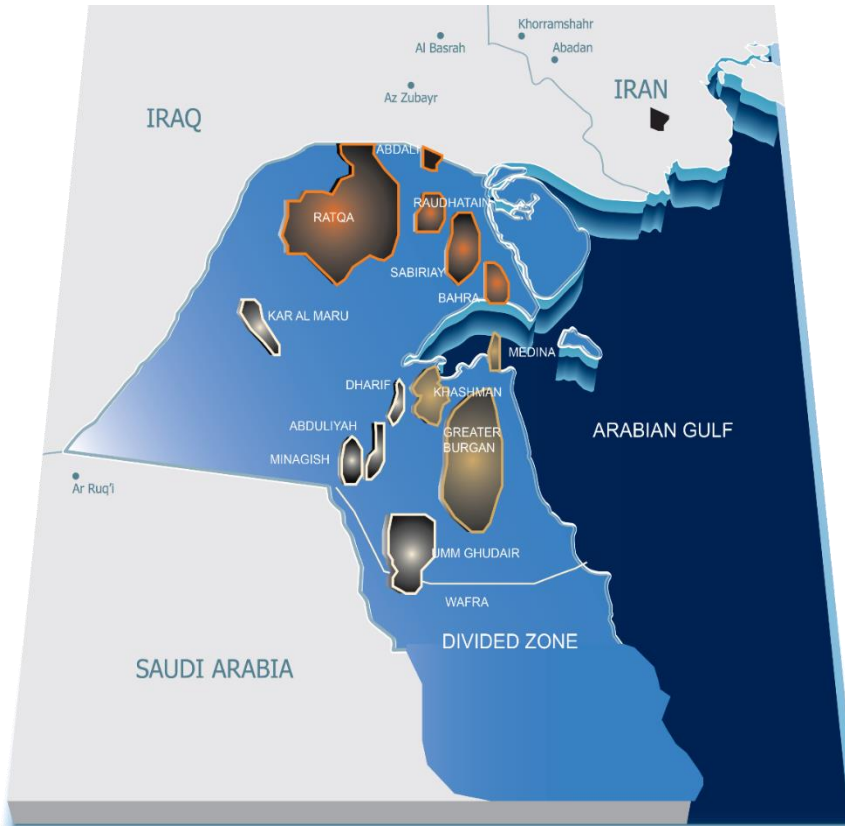 Khorramshahr
Al Basrah
Abadan
Az Zubayr
IRAN
IRAQ
ABDALI
RAUDHATAIN
RATQA
SABIRIAY
BAHRA
KAR AL MARU
MEDINA
DHARIF
KHASHMAN
ABDULIYAH
GREATER
BURGAN
ARABIAN GULF
MINAGISH
Ar Ruq'i
UMM GHUDAIR
WAFRA
DIVIDED ZONE
SAUDI ARABIA